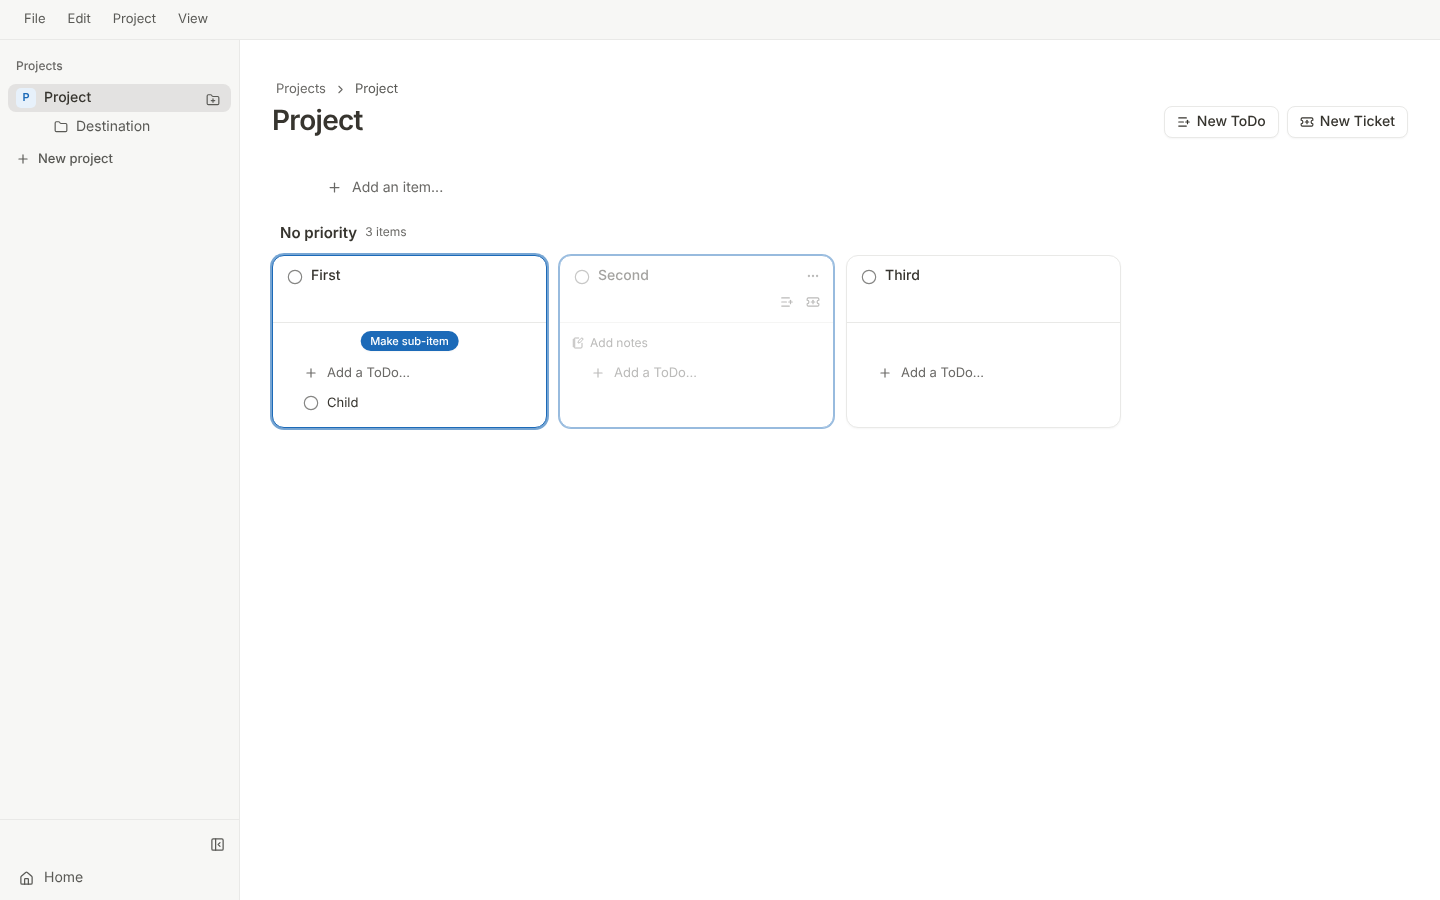 File Edit Project View
Projects
P Project
Destination
New project
Home
Projects > Project
Project
New ToDo
New Ticket
Add an item...
No priority 3 items
First
Make sub-item
Add a ToDo...
Child
Second
Add notes
Add a ToDo...
Third
Add a ToDo...